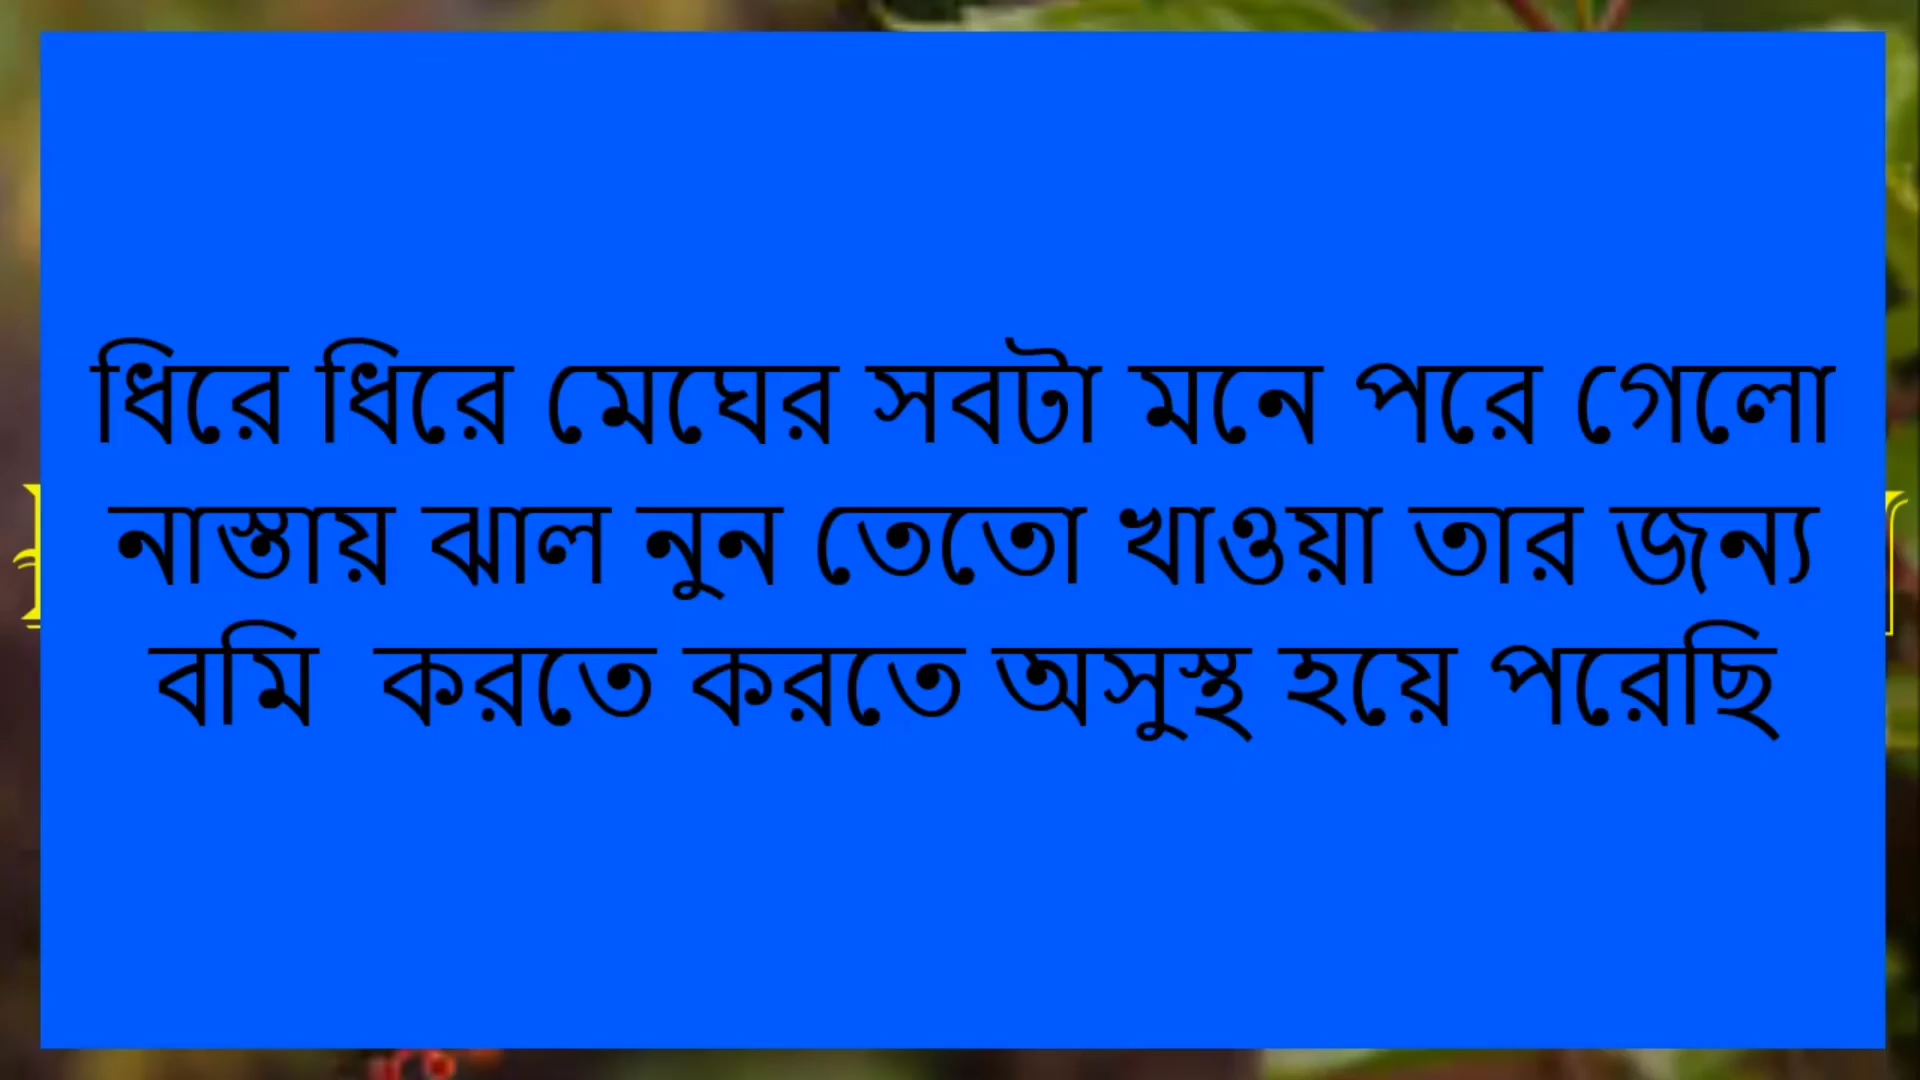 ধিরে ধিরে মেঘের সবটা মনে পরে গেলো
নাস্তায় ঝাল নুন তেতো খাওয়া তার জন্য
বমি  করতে করতে অসুস্থ হয়ে পরেছি